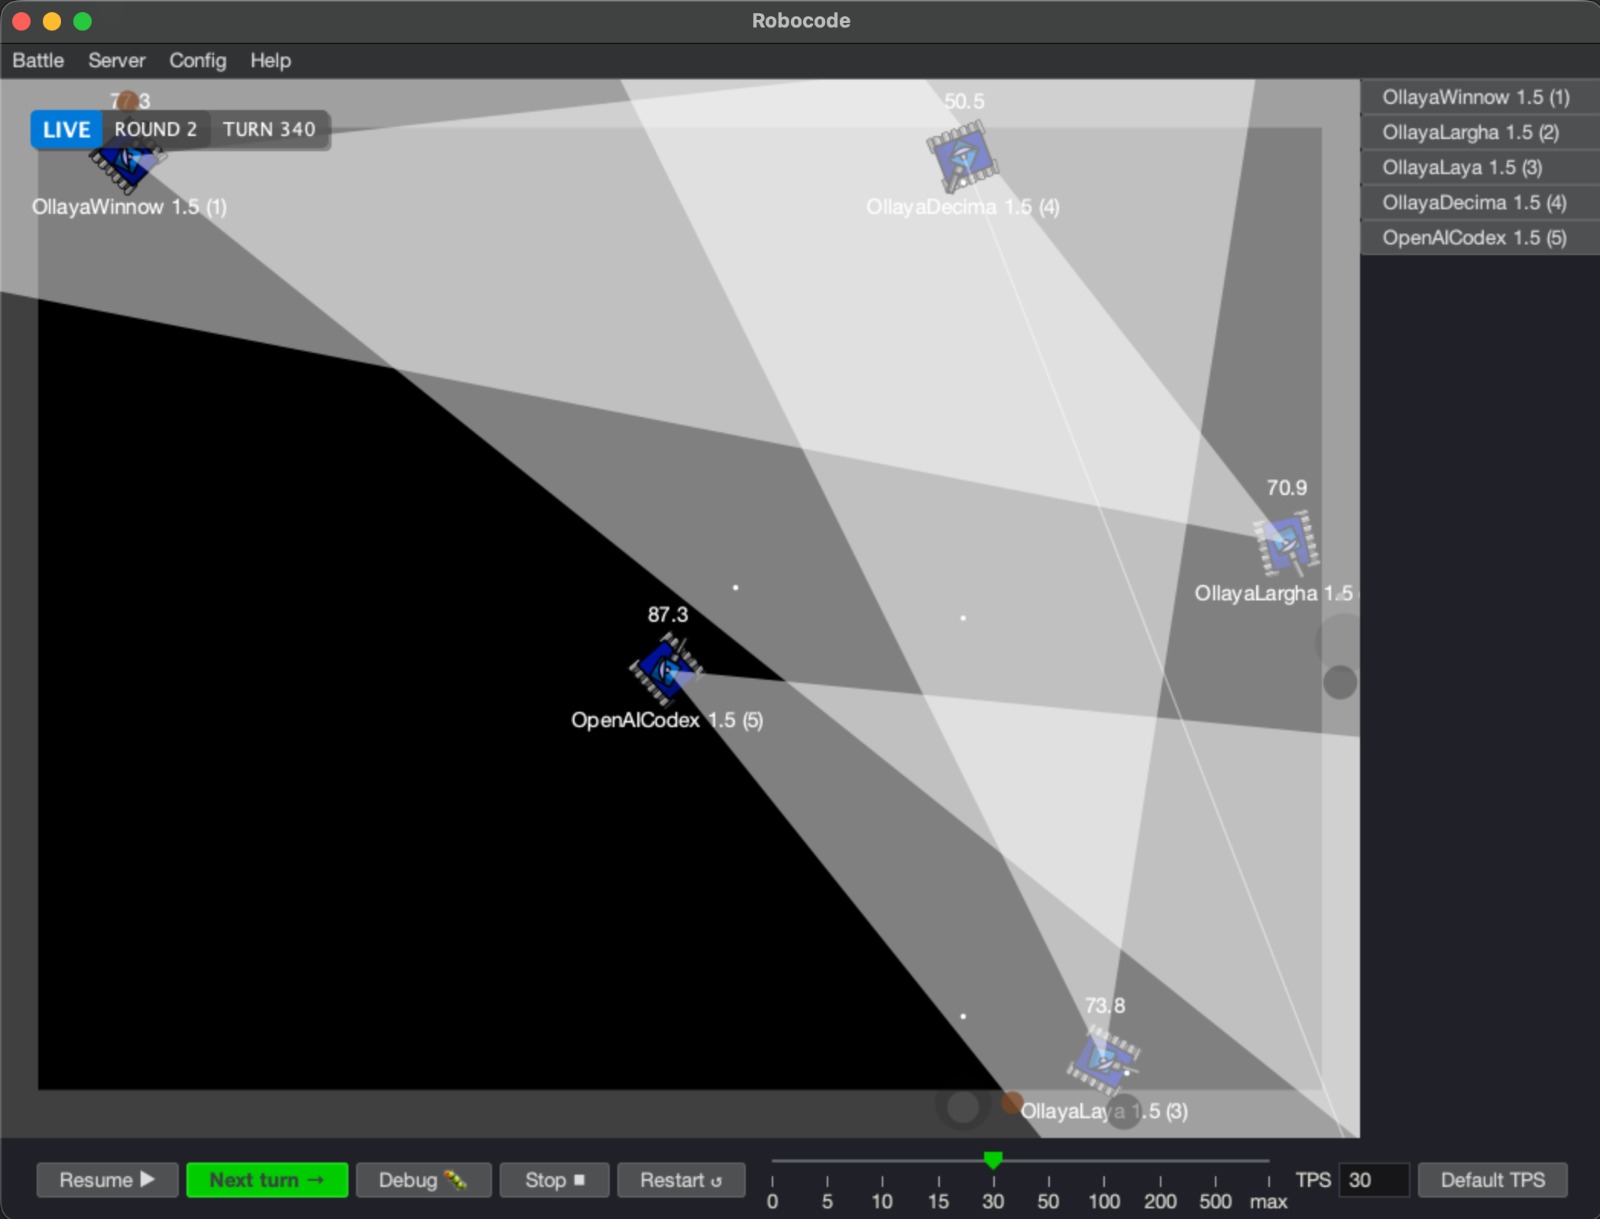 Robocode
Battle Server Config Help
LIVE ROUND 2 TURN 340
50.5
OllayaWinnow 1.5 (1)
OllayaDecima 1.5 (4)
OllayaWinnow 1.5 (1)
OllayaLargha 1.5 (2)
OllayaLaya 1.5 (3)
OllayaDecima 1.5 (4)
OpenAICodex 1.5 (5)
70.9
OllayaLargha 1.5
87.3
OpenAICodex 1.5 (5)
73.8
OllayaLaya 1.5 (3)
Resume ▶ Next turn → Debug 🐛 Stop ■ Restart ↺
0 5 10 15 30 50 100 200 500 max
TPS 30 Default TPS